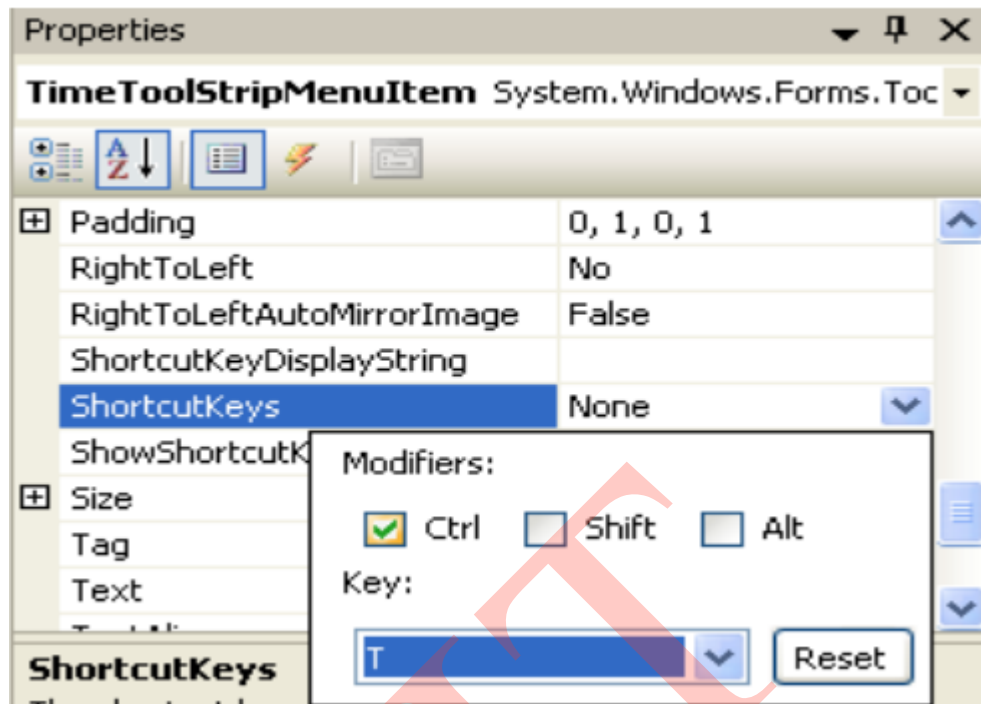 Properties
TimeToolStripMenuItem System.Windows.Forms.Toc
Padding 0, 1, 0, 1
RightToLeft No
RightToLeftAutoMirrorImage False
ShortcutKeyDisplayString
ShortcutKeys None
ShowShortcutK
Modifiers:
Size
Ctrl Shift Alt
Tag
Key:
Text
T Reset
ShortcutKeys